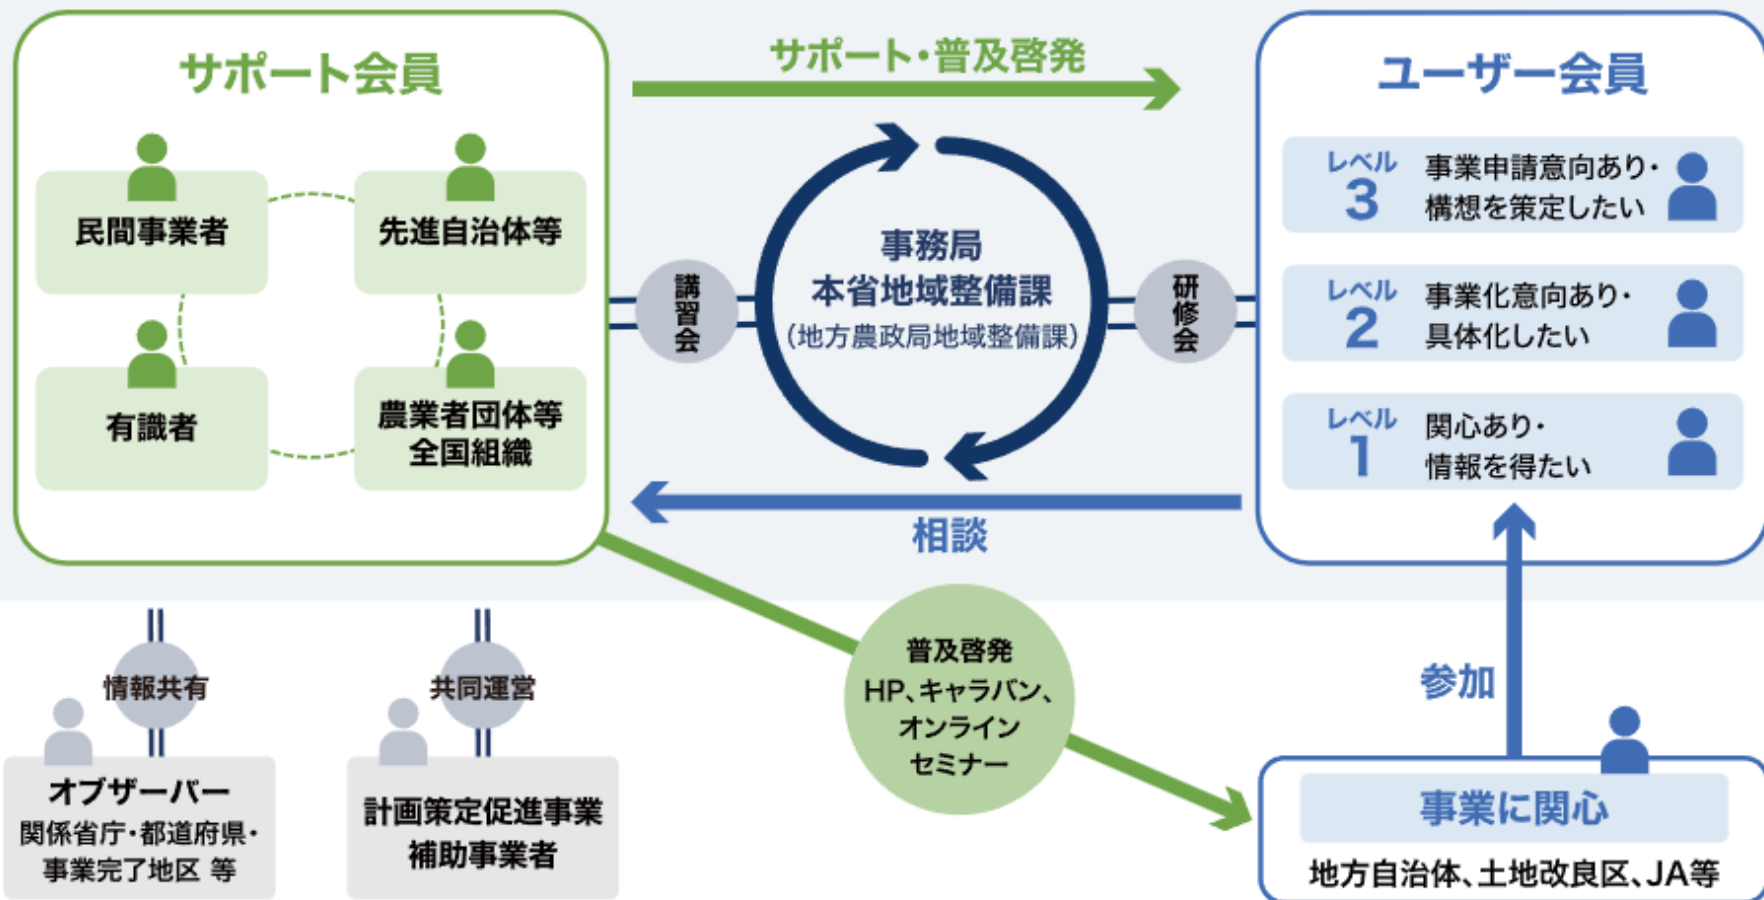 サポート会員
民間事業者
先進自治体等
有識者
農業者団体等
全国組織
サポート・普及啓発
講習会
事務局
本省地域整備課
（地方農政局地域整備課）
研修会
相談
ユーザー会員
レベル
3
事業申請意向あり・
構想を策定したい
レベル
2
事業化意向あり・
具体化したい
レベル
1
関心あり・
情報を得たい
情報共有
オブザーバー
関係省庁・都道府県・
事業完了地区 等
共同運営
計画策定促進事業
補助事業者
普及啓発
HP、キャラバン、
オンライン
セミナー
参加
事業に関心
地方自治体、土地改良区、JA等